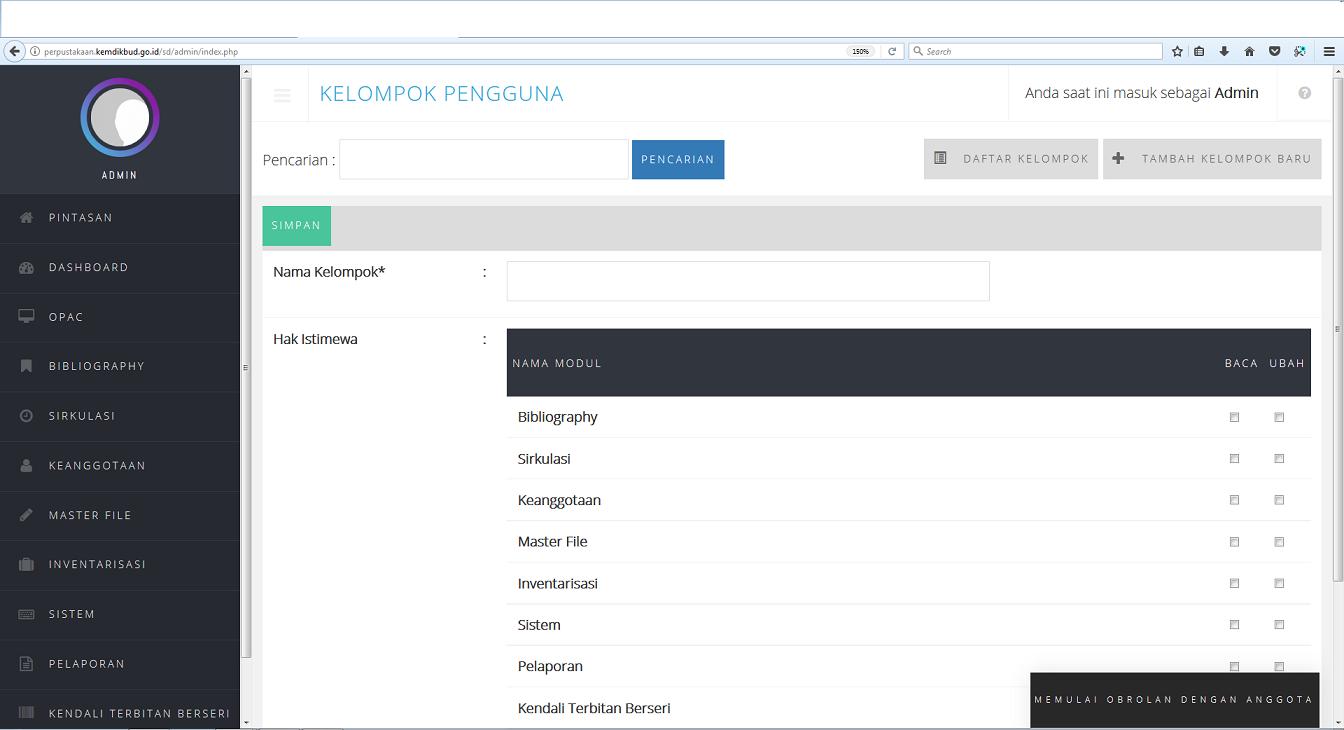 perpustakaan.kemdikbud.go.id/sd/admin/index.php
150%
Search
ADMIN
PINTASAN
DASHBOARD
OPAC
BIBLIOGRAPHY
SIRKULASI
KEANGGOTAAN
MASTER FILE
INVENTARISASI
SISTEM
PELAPORAN
KENDALI TERBITAN BERSERI
KELOMPOK PENGGUNA
Anda saat ini masuk sebagai Admin
Pencarian :
PENCARIAN
DAFTAR KELOMPOK
TAMBAH KELOMPOK BARU
SIMPAN
Nama Kelompok* :
Hak Istimewa :
NAMA MODUL BACA UBAH
Bibliography
Sirkulasi
Keanggotaan
Master File
Inventarisasi
Sistem
Pelaporan
Kendali Terbitan Berseri
MEMULAI OBROLAN DENGAN ANGGOTA